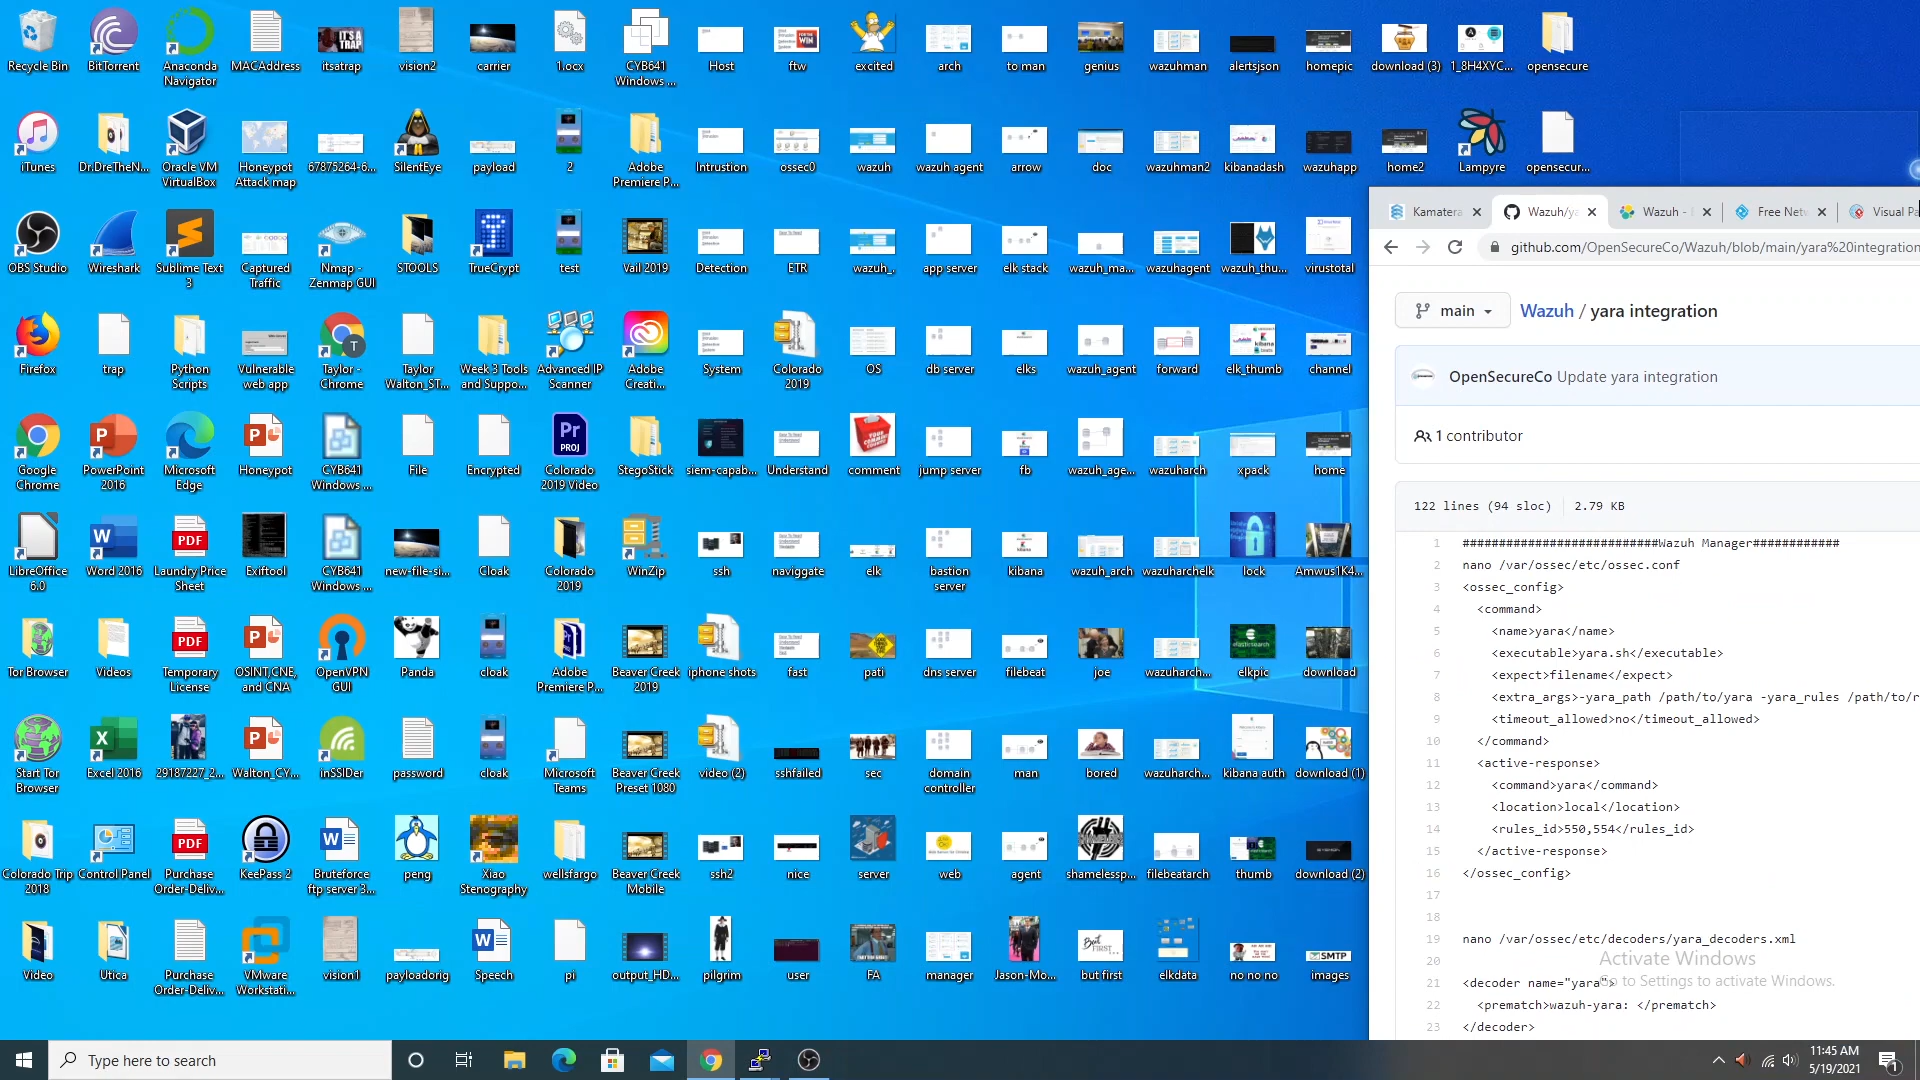 Recycle Bin
BitTorrent
Anaconda
Navigator
MACAddress
itsatrap
vision2
carrier
1.ocx
CYB641
Windows ...
Host
ftw
excited
arch
to man
genius
wazuhman
alertsjson
homepic
download (3)
1_8H4XYC...
opensecure
iTunes
Dr.DreTheN...
Oracle VM
VirtualBox
Honeypot
Attack map
67875264-6...
SilentEye
payload
2
Adobe
Premiere P...
Intrustion
ossec0
wazuh
wazuh agent
arrow
doc
wazuhman2
kibanadash
wazuhapp
home2
Lampyre
opensecur...
OBS Studio
Wireshark
Sublime Text
3
Captured
Traffic
Nmap -
Zenmap GUI
STOOLS
TrueCrypt
test
Vail 2019
Detection
ETR
wazuh_,
app server
elk stack
wazuh_ma...
wazuhagent
wazuh_thu...
virustotal
Firefox
trap
Python
Scripts
Vulnerable
web app
Taylor -
Chrome
Taylor
Walton_ST...
Week 3 Tools
and Suppo...
Advanced IP
Scanner
Adobe
Creati...
System
Colorado
2019
OS
db server
elks
wazuh_agent
forward
elk_thumb
channel
Google
Chrome
PowerPoint
2016
Microsoft
Edge
Honeypot
CYB641
Windows ...
File
Encrypted
Colorado
2019 Video
StegoStick
siem-capab...
Understand
comment
jump server
fb
wazuh_age...
wazuharch
xpack
home
LibreOffice
6.0
Word 2016
Laundry Price
Sheet
Exiftool
CYB641
Windows ...
new-file-si...
Cloak
Colorado
2019
WinZip
ssh
naviggate
elk
bastion
server
kibana
wazuh_arch
wazuharchelk
lock
Amwus1K4...
Tor Browser
Videos
Temporary
License
OSINT,CNE,
and CNA
OpenVPN
GUI
Panda
cloak
Adobe
Premiere P...
Beaver Creek
2019
iphone shots
fast
pati
dns server
filebeat
joe
wazuharch...
elkpic
download
Start Tor
Browser
Excel 2016
29187227_2...
Walton_CY...
inSSIDer
password
cloak
Microsoft
Teams
Beaver Creek
Preset 1080
video (2)
sshfailed
sec
domain
controller
man
bored
wazuharch...
kibana auth
download (1)
Colorado Trip
2018
Control Panel
Purchase
Order-Deliv...
KeePass 2
Bruteforce
ftp server 3...
peng
Xiao
Stenography
wellsfargo
Beaver Creek
Mobile
ssh2
nice
server
web
agent
shamelessp...
filebeatarch
thumb
download (2)
Video
Utica
Purchase
Order-Deliv...
VMware
Workstati...
vision1
payloadorig
Speech
pi
output_HD...
pilgrim
user
FA
manager
Jason-Mo...
but first
elkdata
no no no
images
Kamatera
Wazuh/ya
Wazuh -
Free Net
Visual Pa
github.com/OpenSecureCo/Wazuh/blob/main/yara%20integration
main
Wazuh / yara integration
OpenSecureCo Update yara integration
1 contributor
122 lines (94 sloc) 2.79 KB
1 ###########################Wazuh Manager############
2 nano /var/ossec/etc/ossec.conf
3 <ossec_config>
4 <command>
5 <name>yara</name>
6 <executable>yara.sh</executable>
7 <expect>filename</expect>
8 <extra_args>-yara_path /path/to/yara -yara_rules /path/to/r
9 <timeout_allowed>no</timeout_allowed>
10 </command>
11 <active-response>
12 <command>yara</command>
13 <location>local</location>
14 <rules_id>550,554</rules_id>
15 </active-response>
16 </ossec_config>
17
18
19 nano /var/ossec/etc/decoders/yara_decoders.xml
20
21 <decoder name="yara">
22 <prematch>wazuh-yara: </prematch>
23 </decoder>
Activate Windows
Go to Settings to activate Windows.
Type here to search
11:45 AM
5/19/2021
1